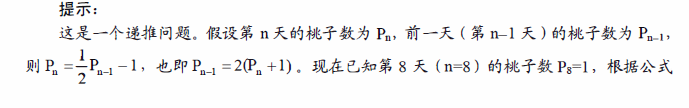 提示：
这是一个递推问题。假设第 n 天的桃子数为 Pn，前一天（第 n–1 天）的桃子数为 Pn–1，
则 Pn = 1/2 Pn–1 – 1，也即 Pn–1 = 2(Pn + 1)。现在已知第 8 天（n=8）的桃子数 P8=1，根据公式